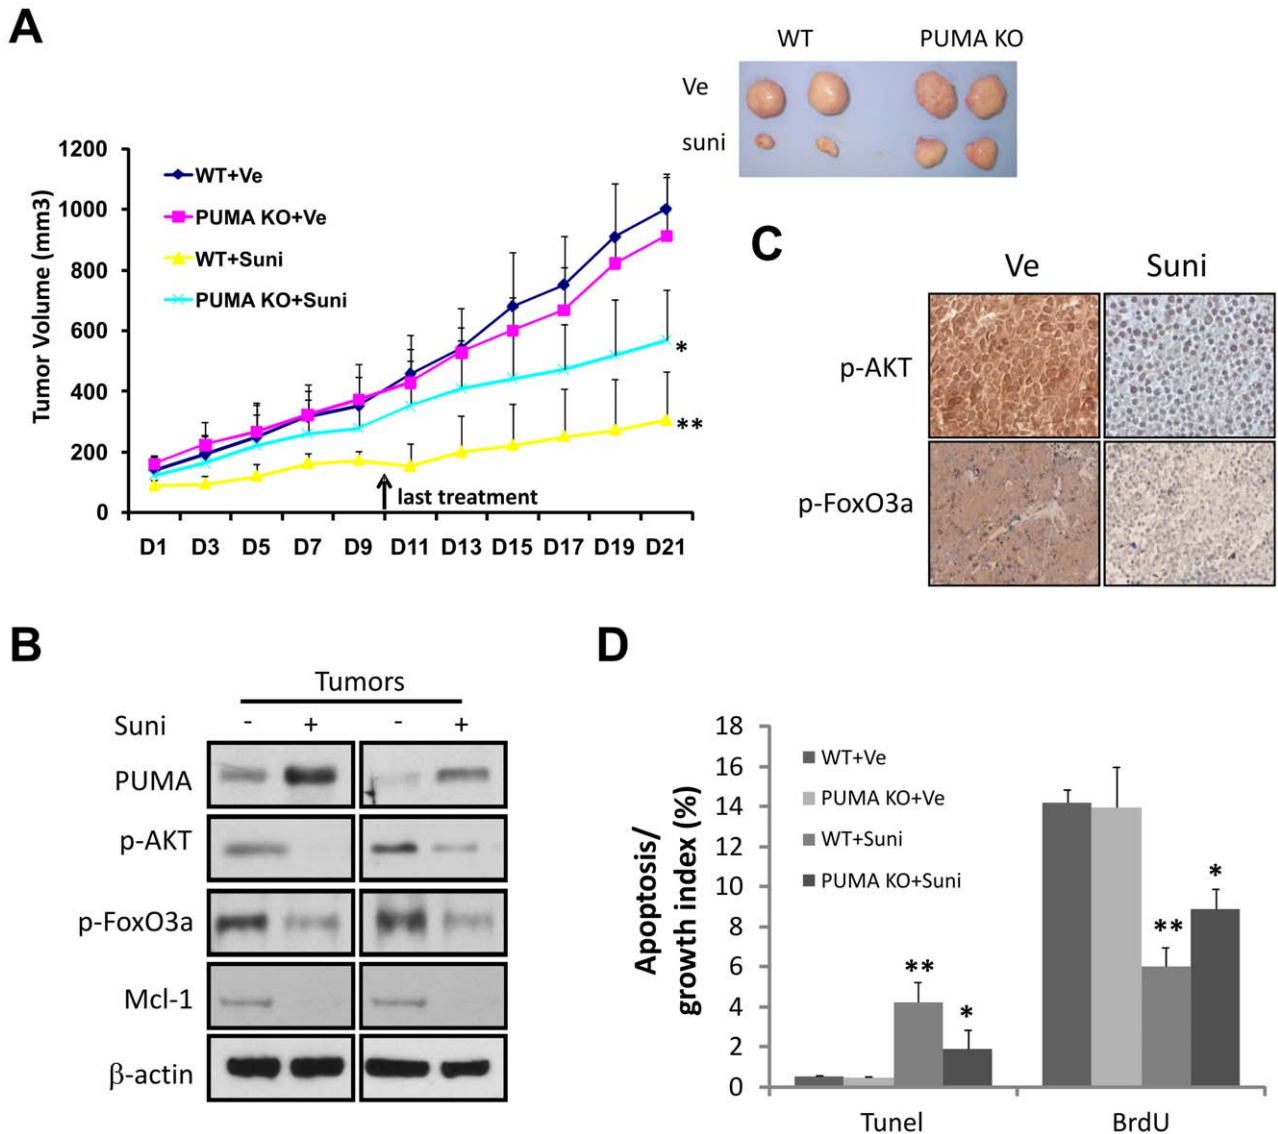 A
WT PUMA KO
Ve
suni
Tumor Volume (mm3)
1200
1000
800
600
400
200
0
WT+Ve
PUMA KO+Ve
WT+Suni
PUMA KO+Suni
*
**
last treatment
D1 D3 D5 D7 D9 D11 D13 D15 D17 D19 D21
C
Ve Suni
p-AKT
p-FoxO3a
B
Tumors
Suni - + - +
PUMA
p-AKT
p-FoxO3a
Mcl-1
β-actin
D
Apoptosis/
growth index (%)
18
16
14
12
10
8
6
4
2
0
WT+Ve
PUMA KO+Ve
WT+Suni
PUMA KO+Suni
**
*
**
*
Tunel BrdU